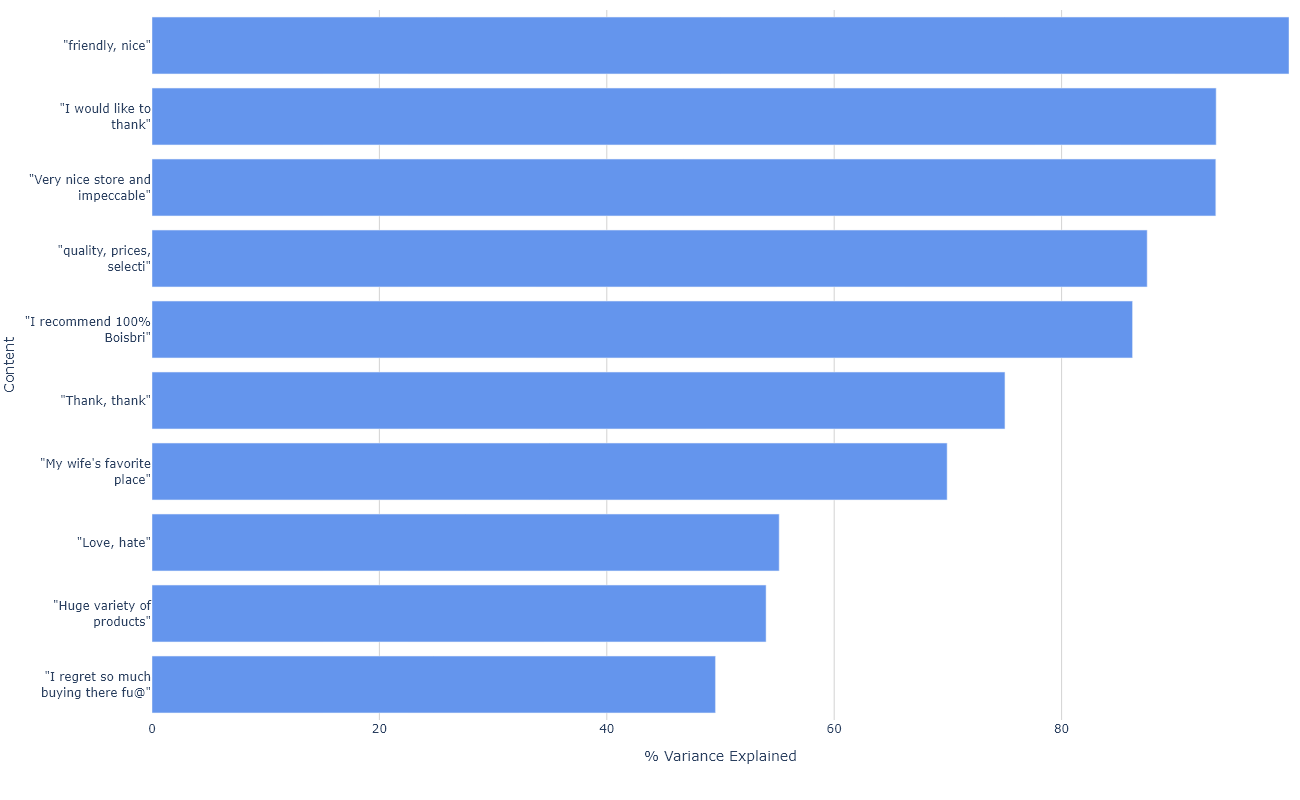 "friendly, nice"
"I would like to
thank"
"Very nice store and
impeccable"
"quality, prices,
selecti"
"I recommend 100%
Boisbri"
"Thank, thank"
"My wife's favorite
place"
"Love, hate"
"Huge variety of
products"
"I regret so much
buying there fu@"
Content
0 20 40 60 80
% Variance Explained